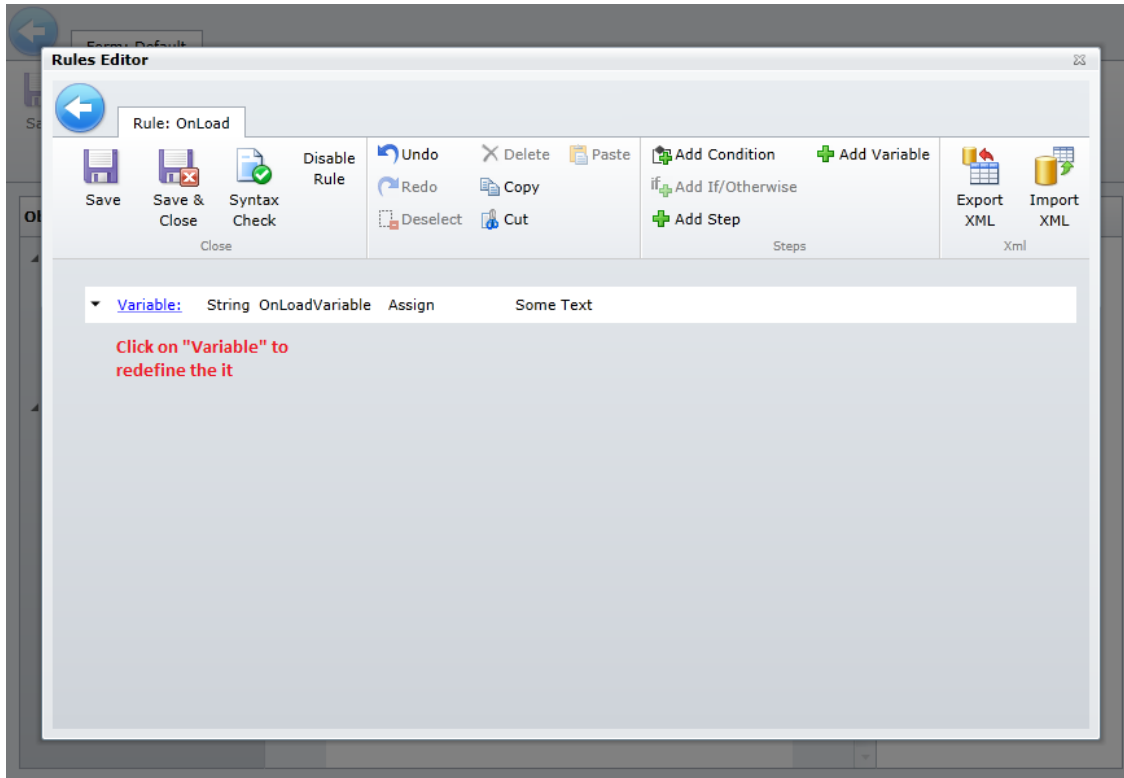 Form: Default
Rules Editor
Rule: OnLoad
Save
Save &
Close
Syntax
Check
Disable
Rule
Close
Undo
Redo
Deselect
Delete
Copy
Cut
Paste
Add Condition
if Add If/Otherwise
Add Step
Add Variable
Steps
Export
XML
Import
XML
Xml
Variable: String OnLoadVariable Assign Some Text
Click on "Variable" to
redefine the it